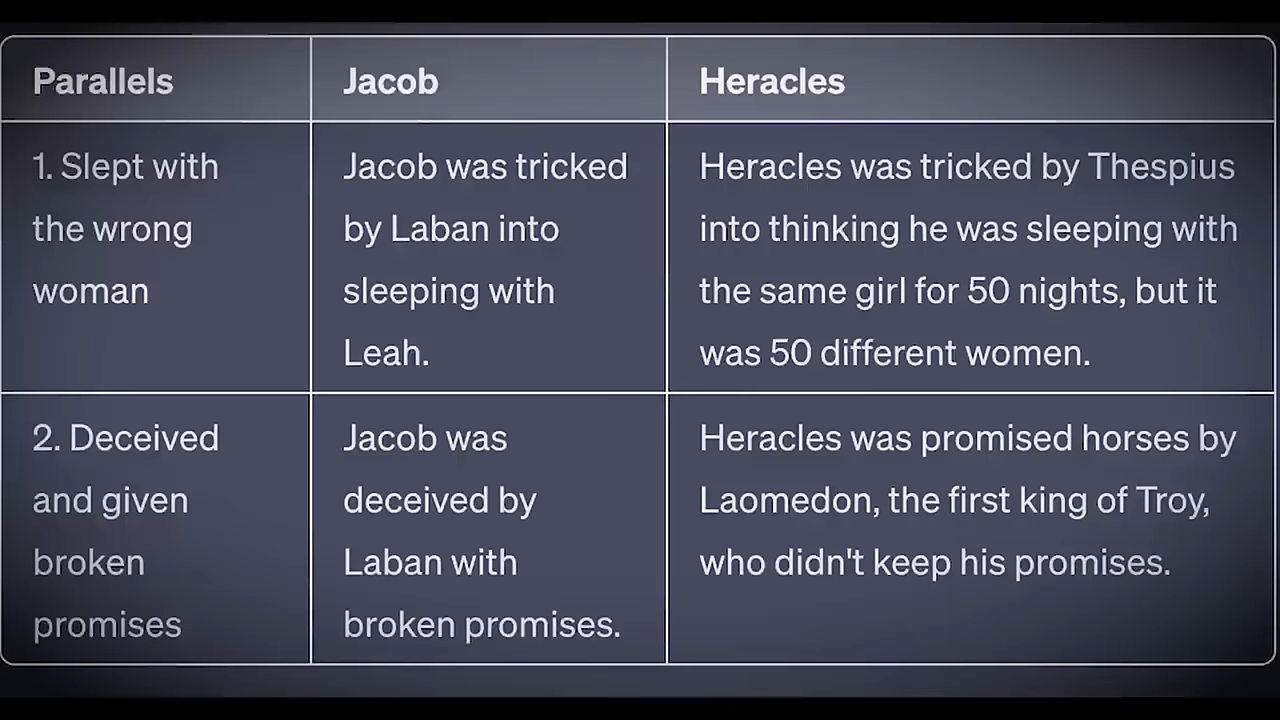 Parallels
Jacob
Heracles
1. Slept with
the wrong
woman
Jacob was tricked
by Laban into
sleeping with
Leah.
Heracles was tricked by Thespius
into thinking he was sleeping with
the same girl for 50 nights, but it
was 50 different women.
2. Deceived
and given
broken
promises
Jacob was
deceived by
Laban with
broken promises.
Heracles was promised horses by
Laomedon, the first king of Troy,
who didn't keep his promises.